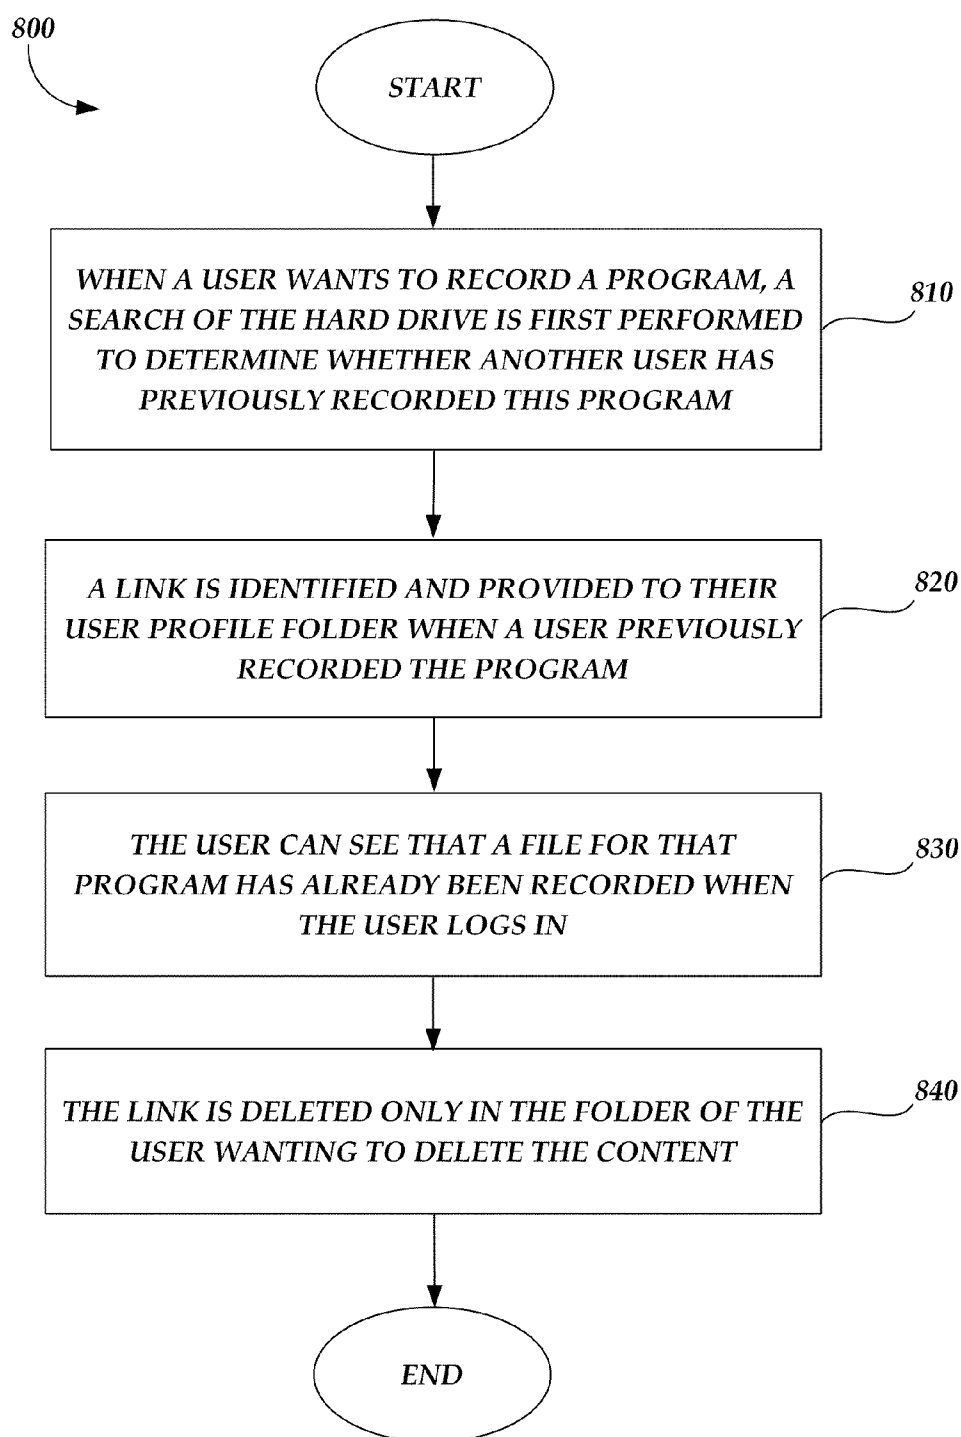 800
START
WHEN A USER WANTS TO RECORD A PROGRAM, A
SEARCH OF THE HARD DRIVE IS FIRST PERFORMED
TO DETERMINE WHETHER ANOTHER USER HAS
PREVIOUSLY RECORDED THIS PROGRAM
810
A LINK IS IDENTIFIED AND PROVIDED TO THEIR
USER PROFILE FOLDER WHEN A USER PREVIOUSLY
RECORDED THE PROGRAM
820
THE USER CAN SEE THAT A FILE FOR THAT
PROGRAM HAS ALREADY BEEN RECORDED WHEN
THE USER LOGS IN
830
THE LINK IS DELETED ONLY IN THE FOLDER OF THE
USER WANTING TO DELETE THE CONTENT
840
END